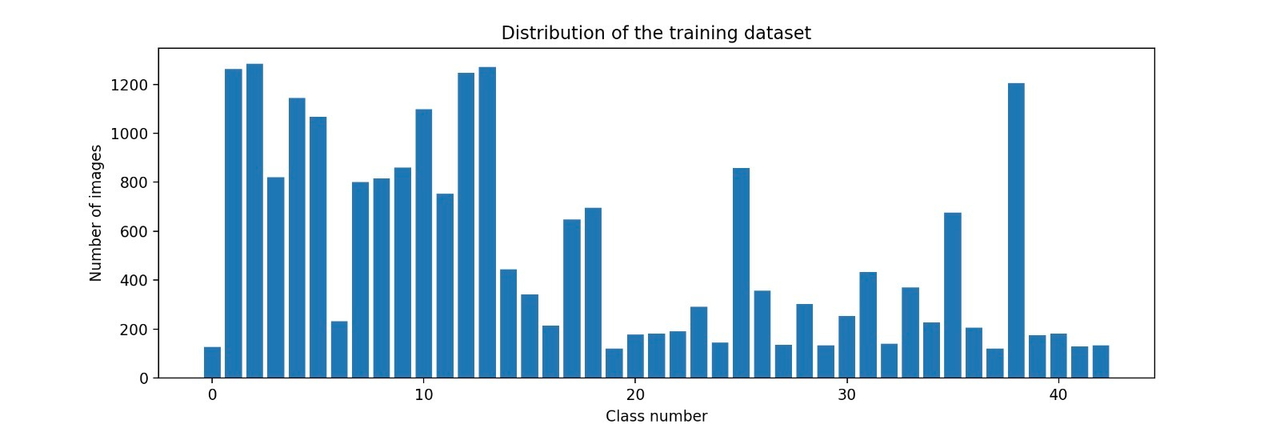 Distribution of the training dataset
1200
1000
800
600
400
200
0
Number of images
0 10 20 30 40
Class number